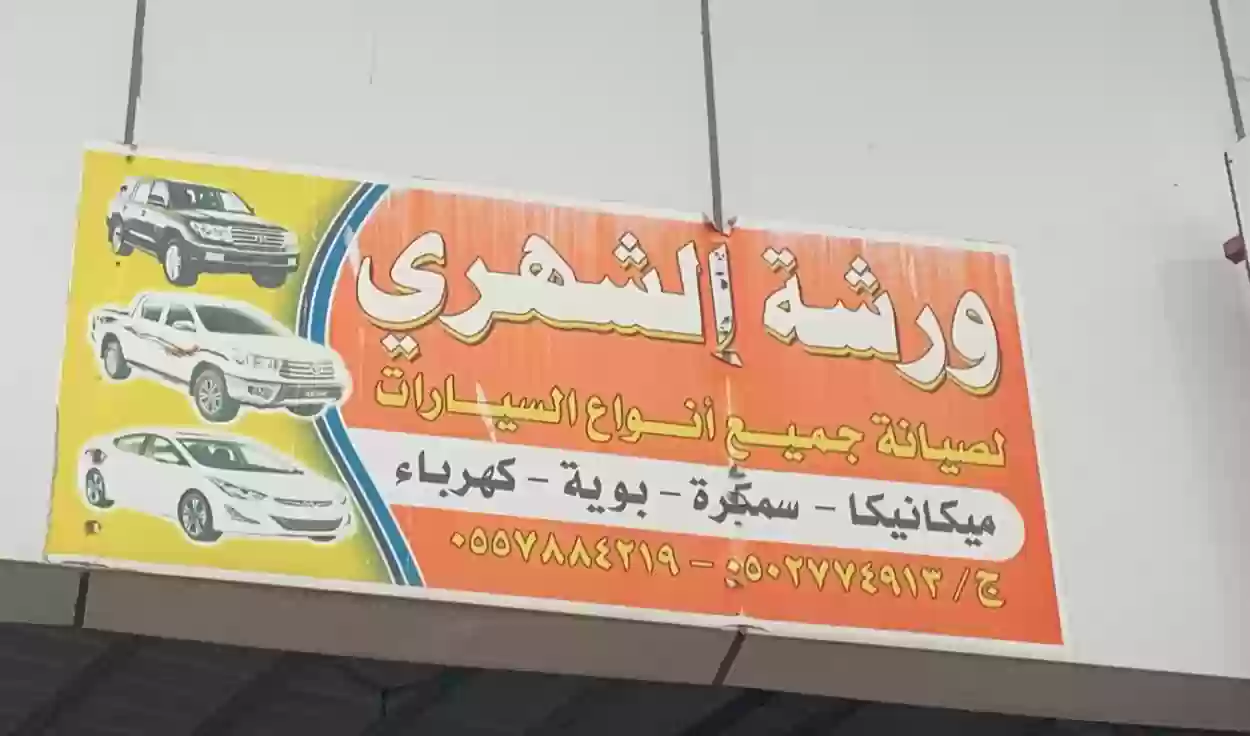 ورشة الشهري
لصيانة جميع أنواع السيارات
ميكانيكا - سمكرة - بوية - كهرباء
ج / ٠٥٠٢٧٧٤٩١٣ - ٠٥٥٧٨٨٤٢١٩